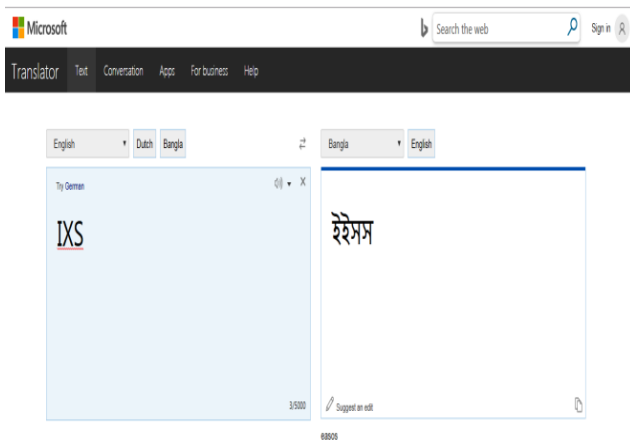 Microsoft
Search the web
Sign in
Translator Text Conversation Apps For business Help
English Dutch Bangla
Bangla English
Try German
IXS
ইইসস
3/5000
Suggest an edit
easos